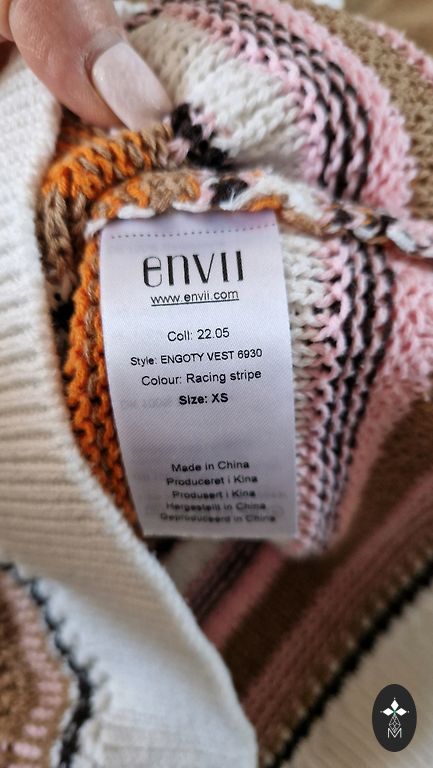 envii
www.envii.com
Coll: 22.05
Style: ENGOTY VEST 6930
Colour: Racing stripe
Size: XS
Made in China
Produceret i Kina
Produsert i Kina
Hergestellt in China
Geproduceerd in China
M